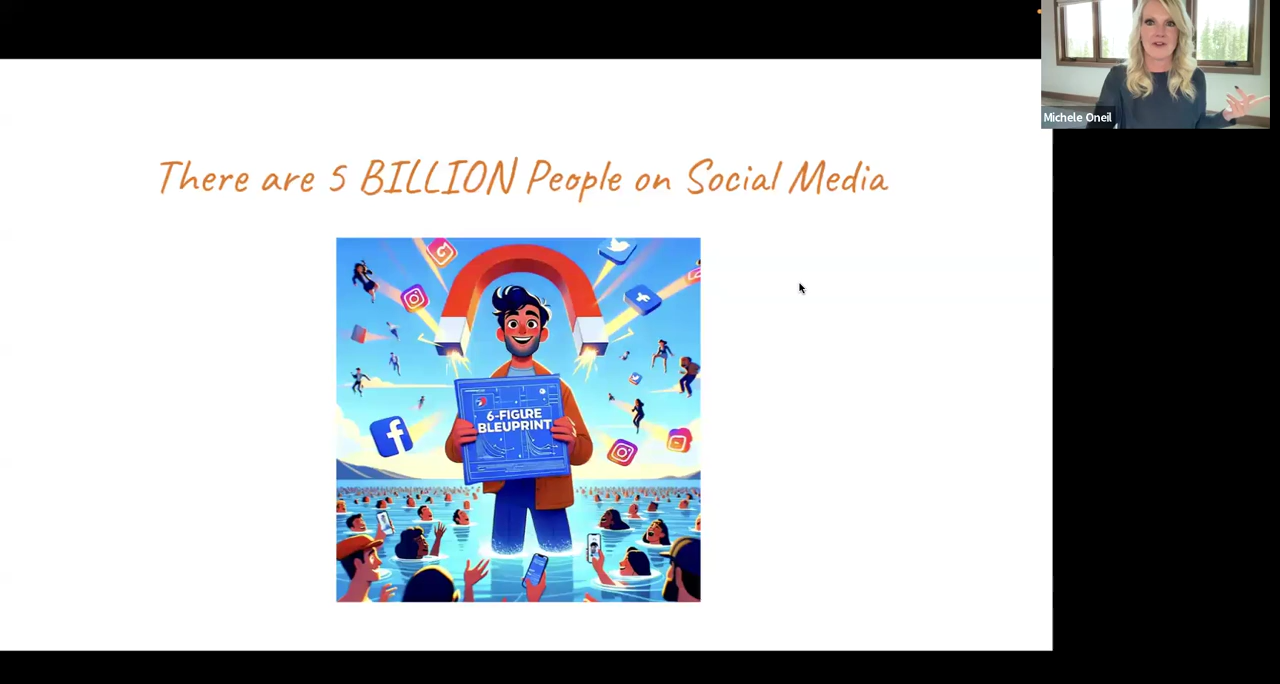 Michele Oneil
There are 5 BILLION People on Social Media
6-FIGURE
BLEUPRINT